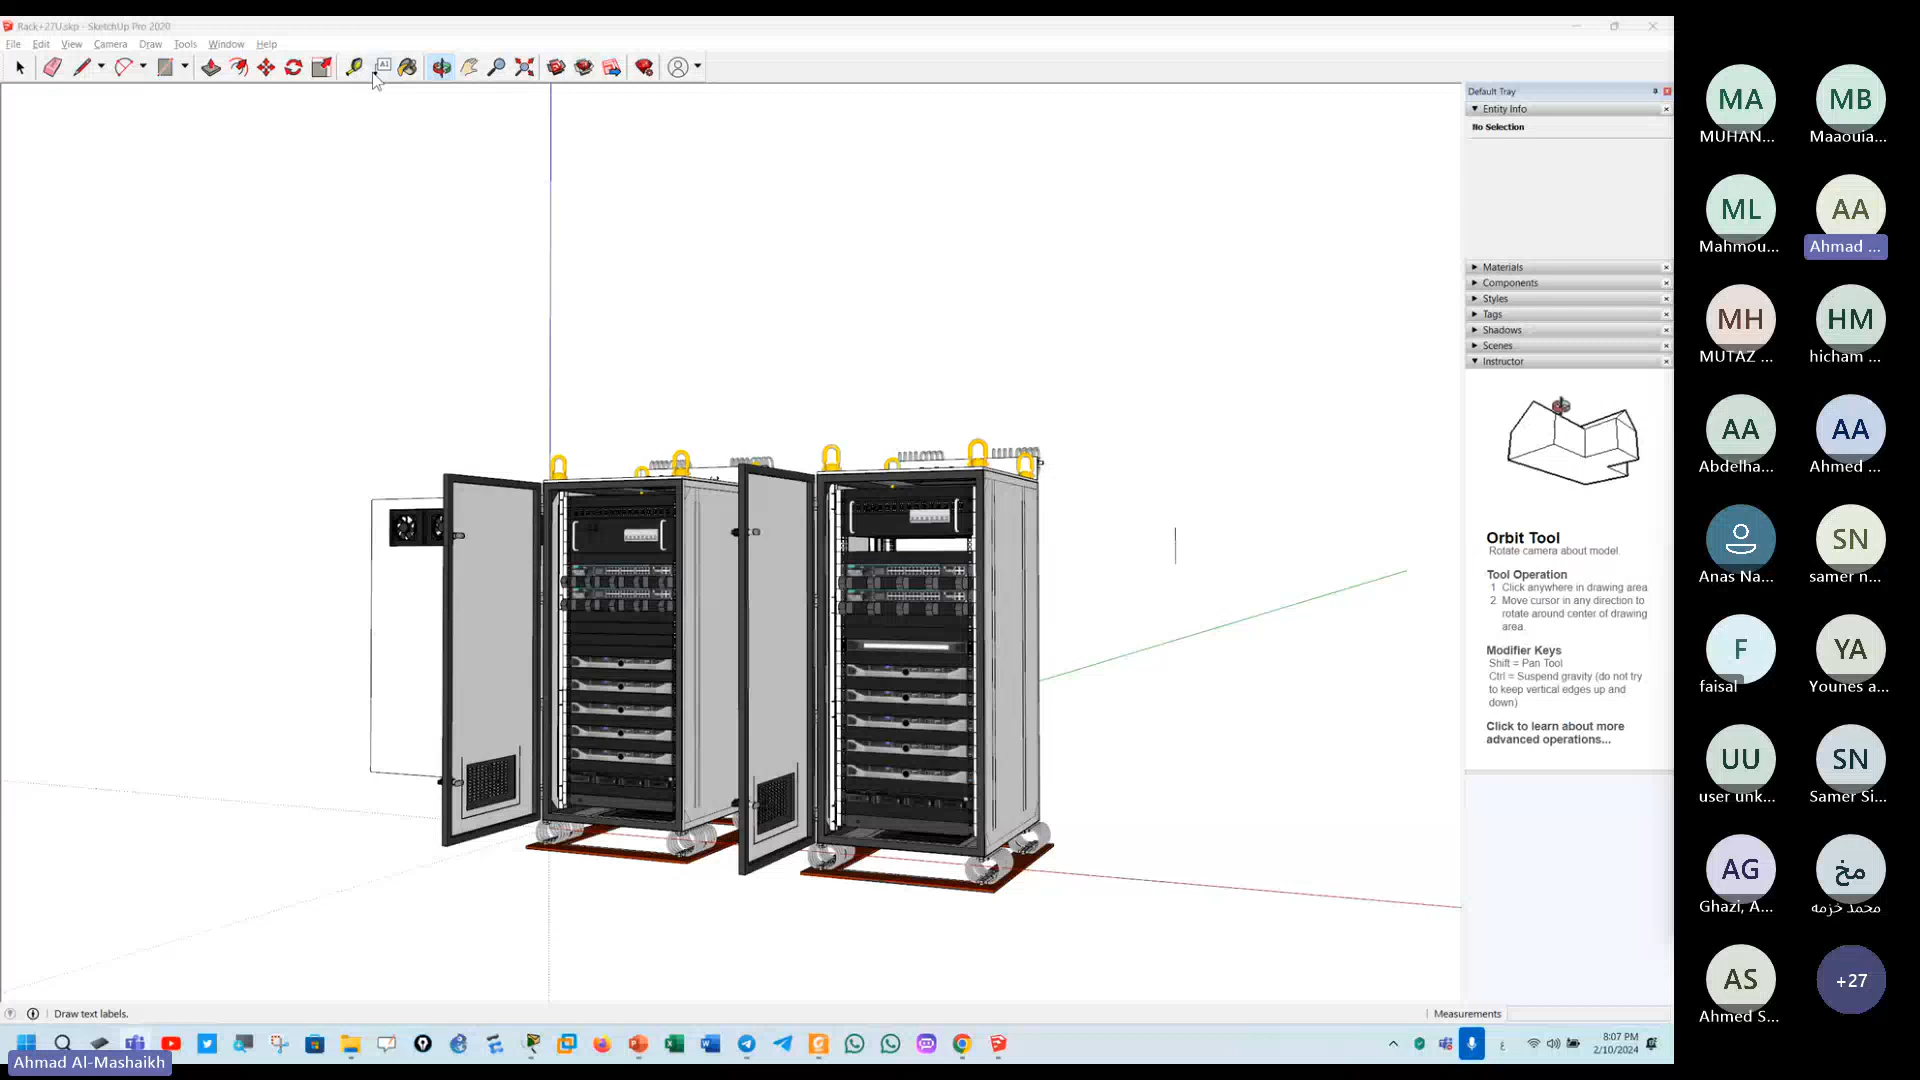 Rack+27U.skp - SketchUp Pro 2020
File Edit View Camera Draw Tools Window Help
A1
Default Tray
Entity Info
No Selection
Materials
Components
Styles
Tags
Shadows
Scenes
Instructor
Orbit Tool
Rotate camera about model
Tool Operation
1 Click anywhere in drawing area
2 Move cursor in any direction to
rotate around center of drawing
area.
Modifier Keys
Shift = Pan Tool
Ctrl = Suspend gravity (do not try
to keep vertical edges up and
down)
Click to learn about more
advanced operations...
Draw text labels.
Measurements
8:07 PM
2/10/2024
Ahmad Al-Mashaikh
MA MB
MUHAN... Maaouia...
ML AA
Mahmou... Ahmad ...
MH HM
MUTAZ ... hicham ...
AA AA
Abdelha... Ahmed ...
SN
Anas Na... samer n...
F YA
faisal Younes a...
UU SN
user unk... Samer Si...
AG مخ
Ghazi, A... محمد خزمه
AS +27
Ahmed S...